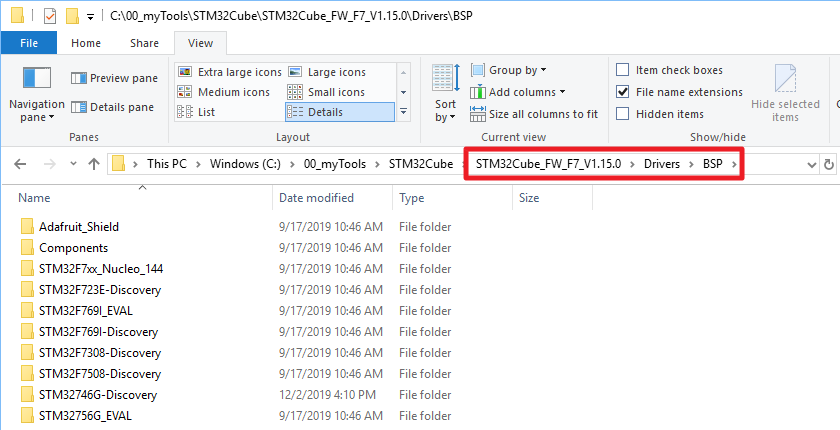 C:\00_myTools\STM32Cube\STM32Cube_FW_F7_V1.15.0\Drivers\BSP
File Home Share View
Navigation pane
Preview pane
Details pane
Panes
Extra large icons Large icons
Medium icons Small icons
List Details
Layout
Sort by
Group by
Add columns
Size all columns to fit
Current view
Item check boxes
File name extensions
Hidden items
Hide selected items
Show/hide
This PC > Windows (C:) > 00_myTools > STM32Cube > STM32Cube_FW_F7_V1.15.0 > Drivers > BSP >
Name Date modified Type Size
Adafruit_Shield 9/17/2019 10:46 AM File folder
Components 9/17/2019 10:46 AM File folder
STM32F7xx_Nucleo_144 9/17/2019 10:46 AM File folder
STM32F723E-Discovery 9/17/2019 10:46 AM File folder
STM32F769I_EVAL 9/17/2019 10:46 AM File folder
STM32F769I-Discovery 9/17/2019 10:46 AM File folder
STM32F7308-Discovery 9/17/2019 10:46 AM File folder
STM32F7508-Discovery 9/17/2019 10:46 AM File folder
STM32746G-Discovery 12/2/2019 4:10 PM File folder
STM32756G_EVAL 9/17/2019 10:46 AM File folder